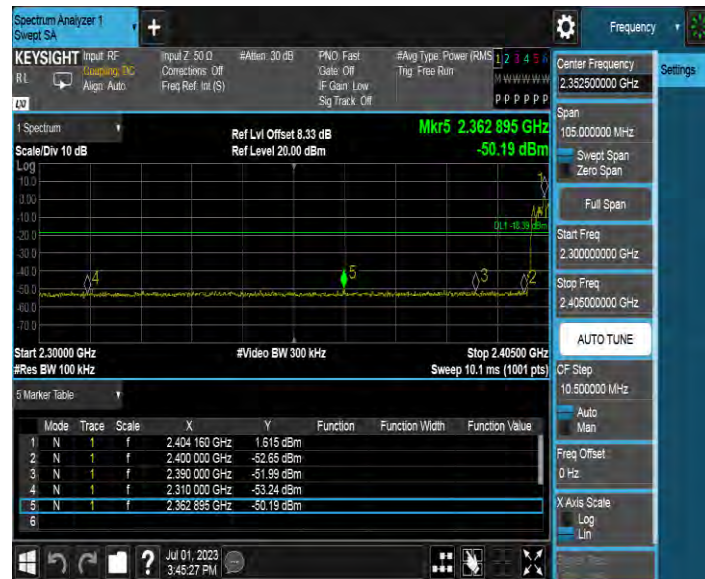 Spectrum Analyzer 1
Swept SA
+
Frequency
KEYSIGHT
RL
LXI
Input: RF
Coupling: DC
Align: Auto
Input Z: 50 Ω
Corrections: Off
Freq Ref: Int (S)
#Atten: 30 dB
PNO: Fast
Gate: Off
IF Gain: Low
Sig Track: Off
#Avg Type: Power (RMS
Trig: Free Run
1 2 3 4 5 6
M W W W W W
P P P P P P
Center Frequency
2.352500000 GHz
Settings
Span
105.000000 MHz
Swept Span
Zero Span
Full Span
Start Freq
2.300000000 GHz
Stop Freq
2.405000000 GHz
AUTO TUNE
CF Step
10.500000 MHz
Auto
Man
Freq Offset
0 Hz
X Axis Scale
Log
Lin
1 Spectrum
Scale/Div 10 dB
Ref Lvl Offset 8.33 dB
Ref Level 20.00 dBm
Mkr5 2.362 895 GHz
-50.19 dBm
Log
10.0
0.00
-10.0
-20.0
-30.0
-40.0
-50.0
-60.0
-70.0
DL1 -18.39 dBm
4
5
3
2
Start 2.30000 GHz
#Res BW 100 kHz
#Video BW 300 kHz
Stop 2.40500 GHz
Sweep 10.1 ms (1001 pts)
5 Marker Table
Mode Trace Scale X Y Function Function Width Function Value
1 N 1 f 2.404 160 GHz 1.615 dBm
2 N 1 f 2.400 000 GHz -52.65 dBm
3 N 1 f 2.390 000 GHz -51.99 dBm
4 N 1 f 2.310 000 GHz -53.24 dBm
5 N 1 f 2.362 895 GHz -50.19 dBm
6
?
Jul 01, 2023
3:45:27 PM